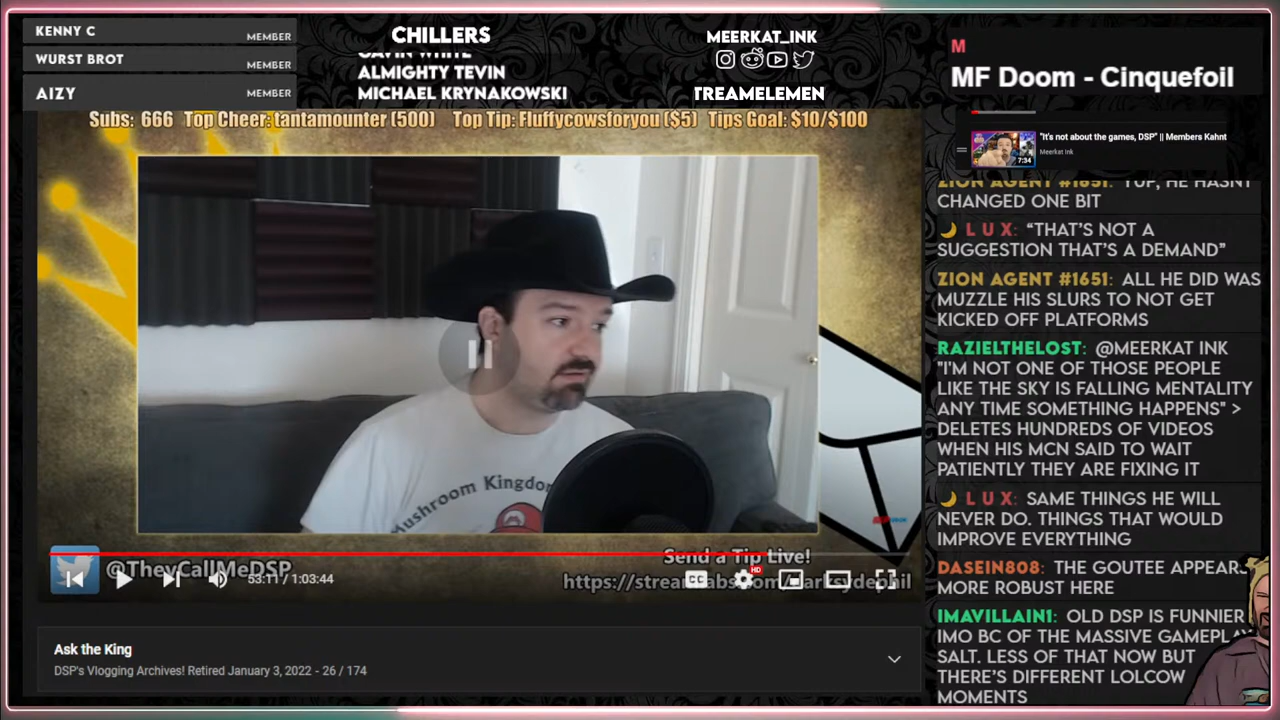 KENNY C
MEMBER
WURST BROT
MEMBER
AIZY
MEMBER
CHILLERS
GAVIN WHITE
ALMIGHTY TEVIN
MICHAEL KRYNAKOWSKI
MEERKAT_INK
TREAMELEMEN
M
MF Doom - Cinquefoil
"It's not about the games, DSP" || Members Kahnt
Meerkat Ink
7:34
Subs: 666 Top Cheer: tantamounter (500) Top Tip: Fluffycowsforyou ($5) Tips Goal: $10/$100
Mushroom Kingdom
@TheyCallMeDSP
Send a Tip Live!
53:11 / 1:03:44
CC
HD
Ask the King
DSP's Vlogging Archives! Retired January 3, 2022 - 26 / 174
ZION AGENT #1651: YUP, HE HASN'T
CHANGED ONE BIT
L U X: "THAT'S NOT A
SUGGESTION THAT'S A DEMAND"
ZION AGENT #1651: ALL HE DID WAS
MUZZLE HIS SLURS TO NOT GET
KICKED OFF PLATFORMS
RAZIELTHELOST: @MEERKAT INK
"I'M NOT ONE OF THOSE PEOPLE
LIKE THE SKY IS FALLING MENTALITY
ANY TIME SOMETHING HAPPENS" >
DELETES HUNDREDS OF VIDEOS
WHEN HIS MCN SAID TO WAIT
PATIENTLY THEY ARE FIXING IT
L U X: SAME THINGS HE WILL
NEVER DO. THINGS THAT WOULD
IMPROVE EVERYTHING
DASEIN808: THE GOUTEE APPEARS
MORE ROBUST HERE
IMAVILLAIN1: OLD DSP IS FUNNIER
IMO BC OF THE MASSIVE GAMEPLAY
SALT. LESS OF THAT NOW BUT
THERE'S DIFFERENT LOLCOW
MOMENTS